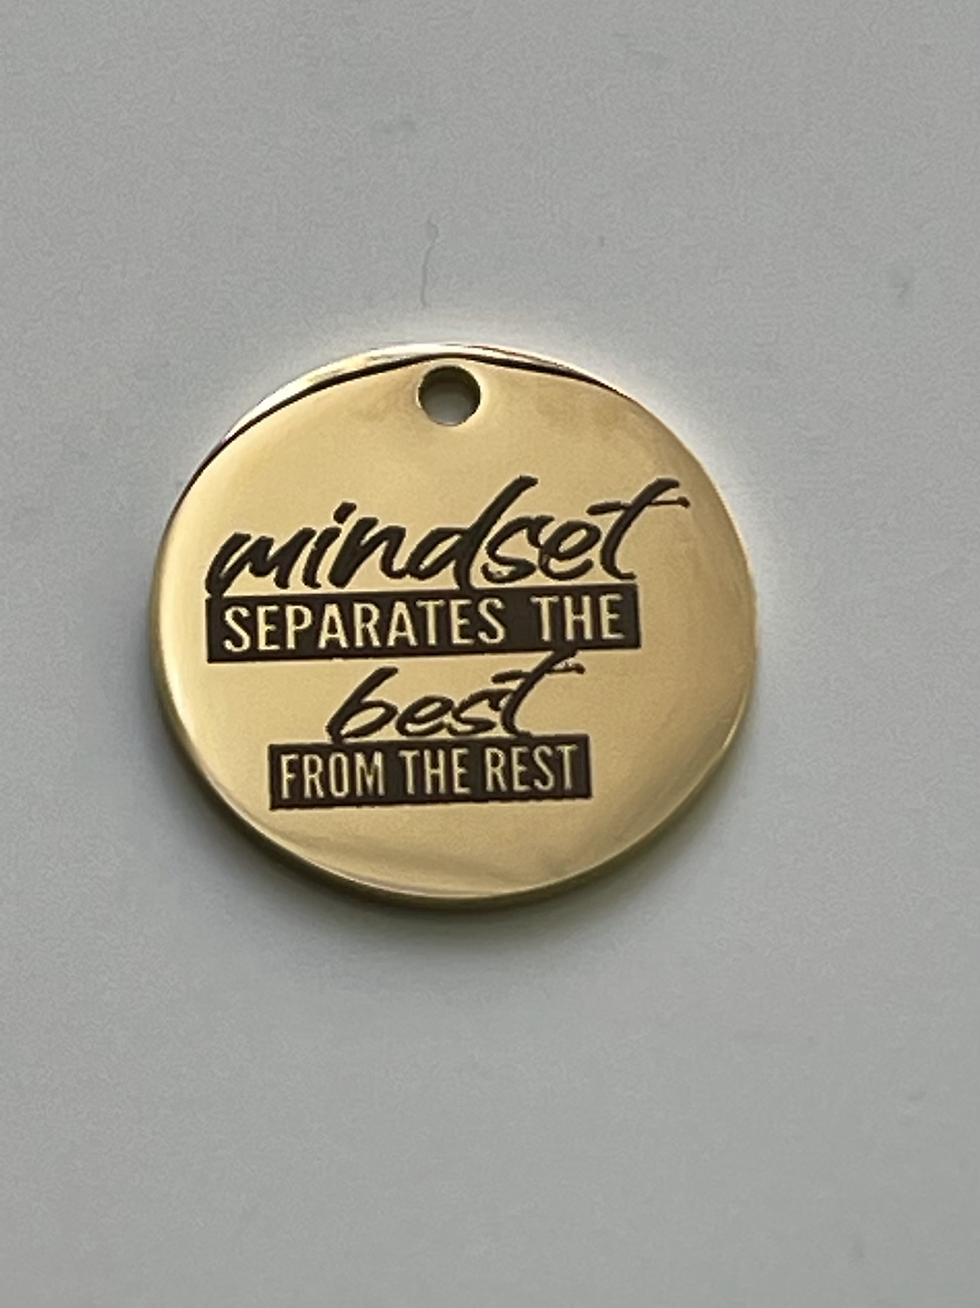 mindset
SEPARATES THE
best
FROM THE REST